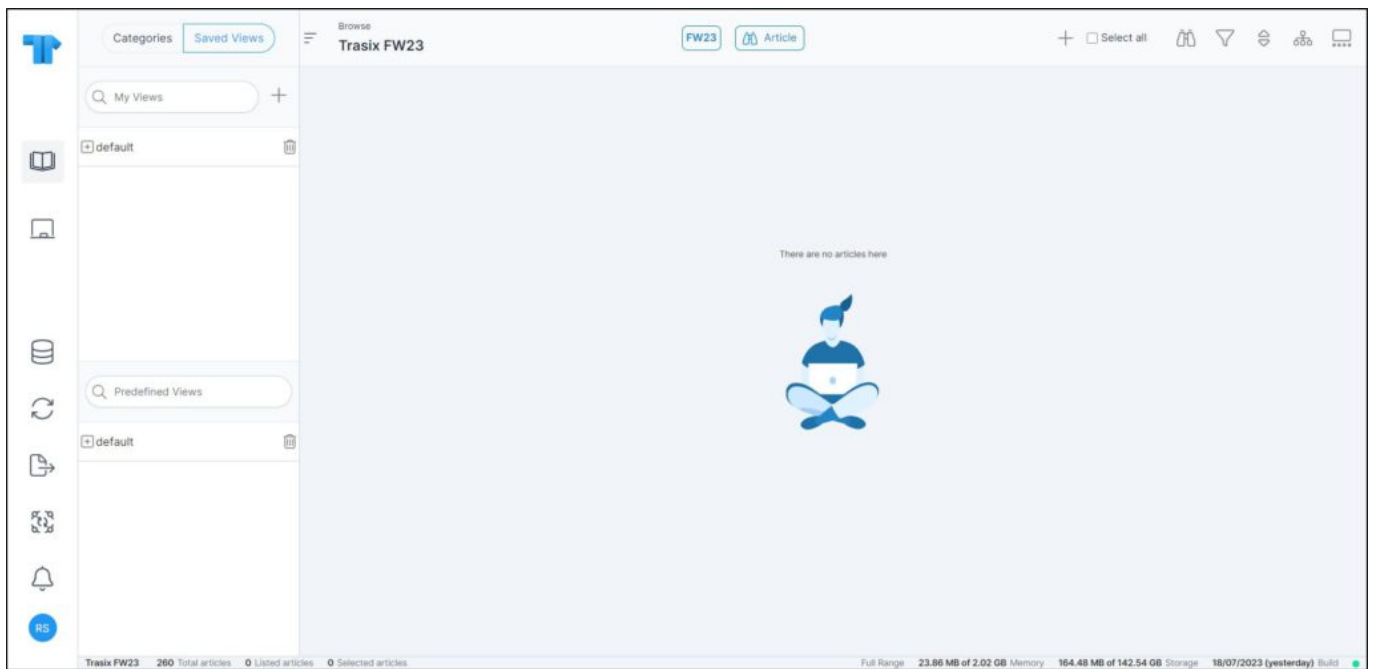 Categories
Saved Views
Browse
Trasix FW23
FW23
Article
Select all
My Views
default
There are no articles here
Predefined Views
default
RS
Trasix FW23 260 Total articles 0 Listed articles 0 Selected articles Full Range 23.86 MB of 2.02 GB Memory 164.48 MB of 142.54 GB Storage 18/07/2023 (yesterday) Build